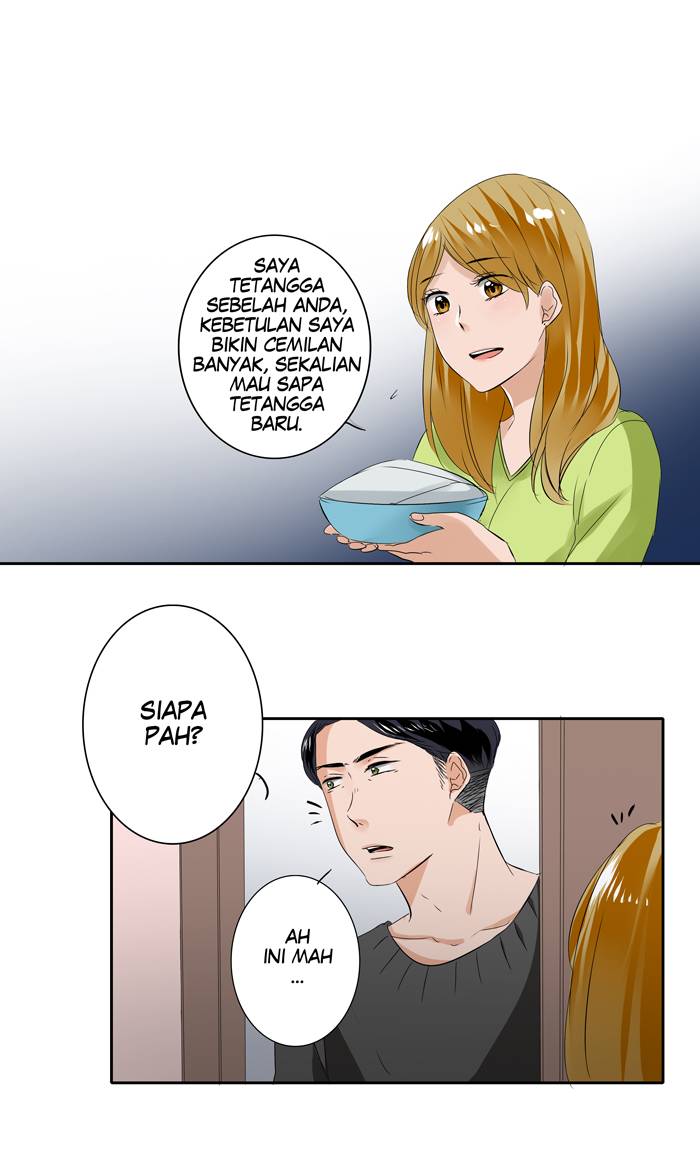 SAYA
TETANGGA
SEBELAH ANDA,
KEBETULAN SAYA
BIKIN CEMILAN
BANYAK, SEKALIAN
MAU SAPA
TETANGGA
BARU.
SIAPA
PAH?
AH
INI MAH
...